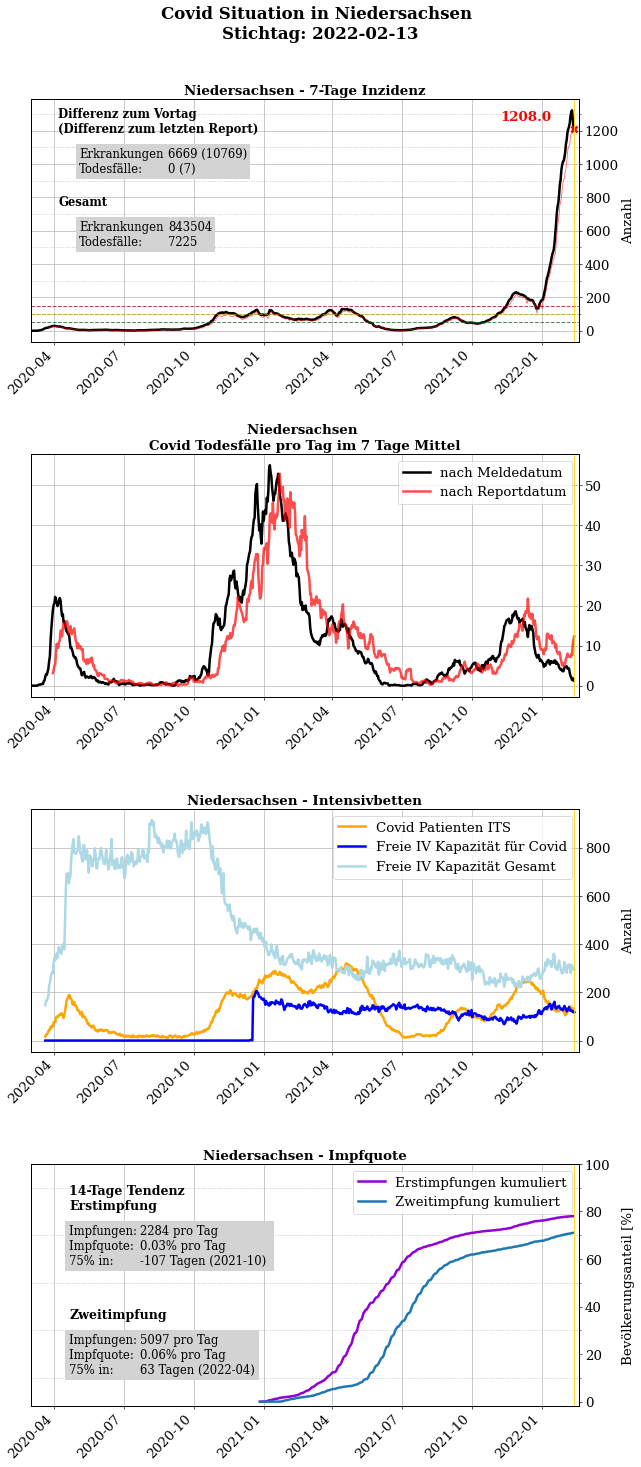 Covid Situation in Niedersachsen
Stichtag: 2022-02-13
Niedersachsen - 7-Tage Inzidenz
Differenz zum Vortag
(Differenz zum letzten Report)
Erkrankungen 6669 (10769)
Todesfälle: 0 (7)
Gesamt
Erkrankungen 843504
Todesfälle: 7225
1208.0
1200
1000
800
600
400
200
0
Anzahl
2020-04 2020-07 2020-10 2021-01 2021-04 2021-07 2021-10 2022-01
Niedersachsen
Covid Todesfälle pro Tag im 7 Tage Mittel
nach Meldedatum
nach Reportdatum
50
40
30
20
10
0
2020-04 2020-07 2020-10 2021-01 2021-04 2021-07 2021-10 2022-01
Niedersachsen - Intensivbetten
Covid Patienten ITS
Freie IV Kapazität für Covid
Freie IV Kapazität Gesamt
800
600
400
200
0
Anzahl
2020-04 2020-07 2020-10 2021-01 2021-04 2021-07 2021-10 2022-01
Niedersachsen - Impfquote
14-Tage Tendenz
Erstimpfung
Impfungen: 2284 pro Tag
Impfquote: 0.03% pro Tag
75% in: -107 Tagen (2021-10)
Zweitimpfung
Impfungen: 5097 pro Tag
Impfquote: 0.06% pro Tag
75% in: 63 Tagen (2022-04)
Erstimpfungen kumuliert
Zweitimpfung kumuliert
100
80
60
40
20
0
Bevölkerungsanteil [%]
2020-04 2020-07 2020-10 2021-01 2021-04 2021-07 2021-10 2022-01